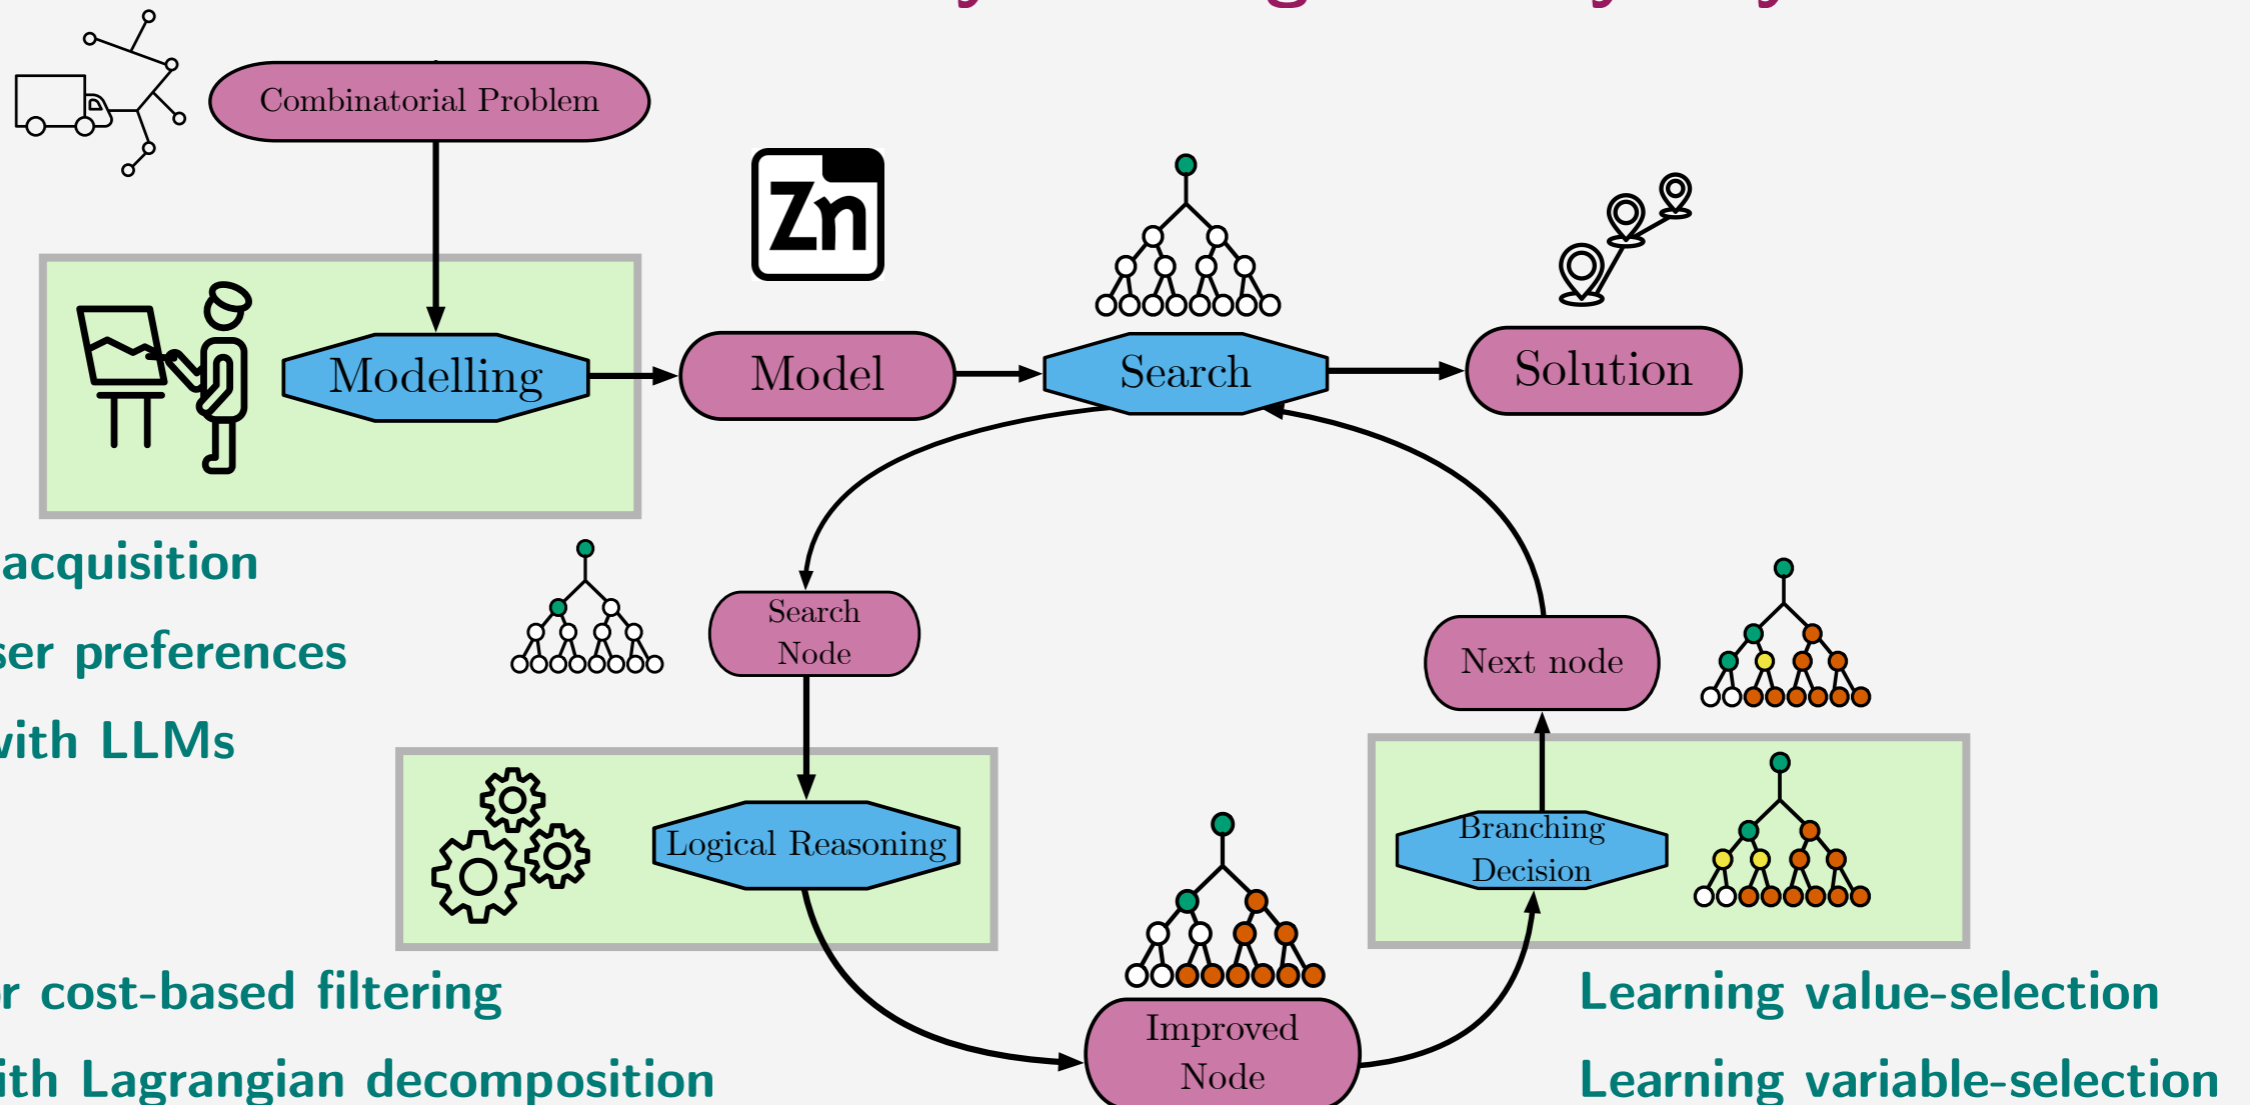 Combinatorial Problem
Zn
Modelling
Model
Search
Solution
acquisition
ser preferences
with LLMs
Search
Node
Next node
Logical Reasoning
Branching
Decision
Improved
Node
r cost-based filtering
ith Lagrangian decomposition
Learning value-selection
Learning variable-selection